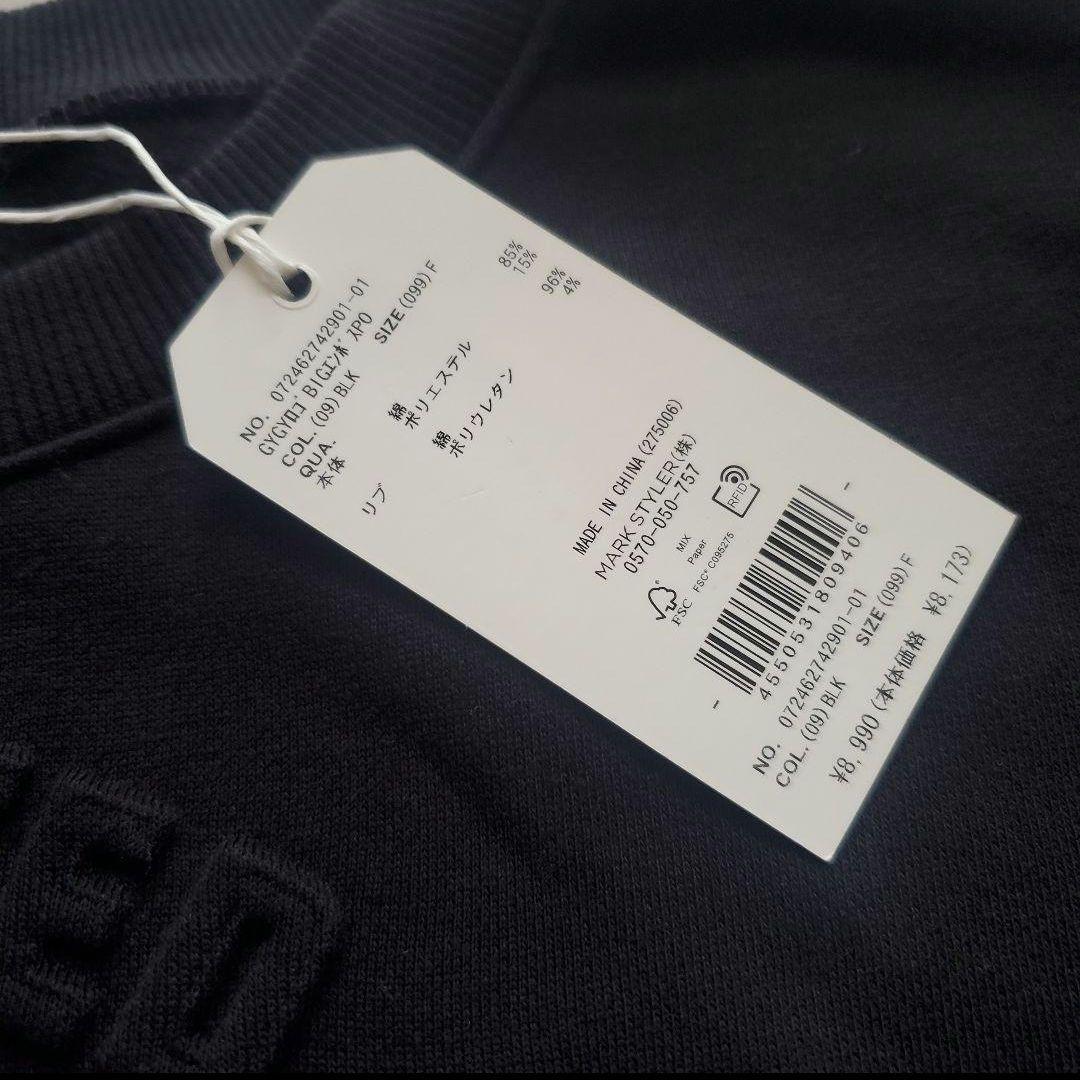 NO. 072462742901-01
GYGYﾛｺﾞBIGｴﾝﾎﾞｽPO
COL. (09) BLK SIZE (099) F
QUA.
本体 綿 85%
ポリエステル 15%
リブ 綿 96%
ポリウレタン 4%
MADE IN CHINA (275006)
MARK STYLER (株)
0570-050-757
RFID
FSC
MIX
Paper
FSC® C095275
4550531809406
NO. 072462742901-01
COL. (09) BLK SIZE (099) F
¥8,990 (本体価格 ¥8,173)